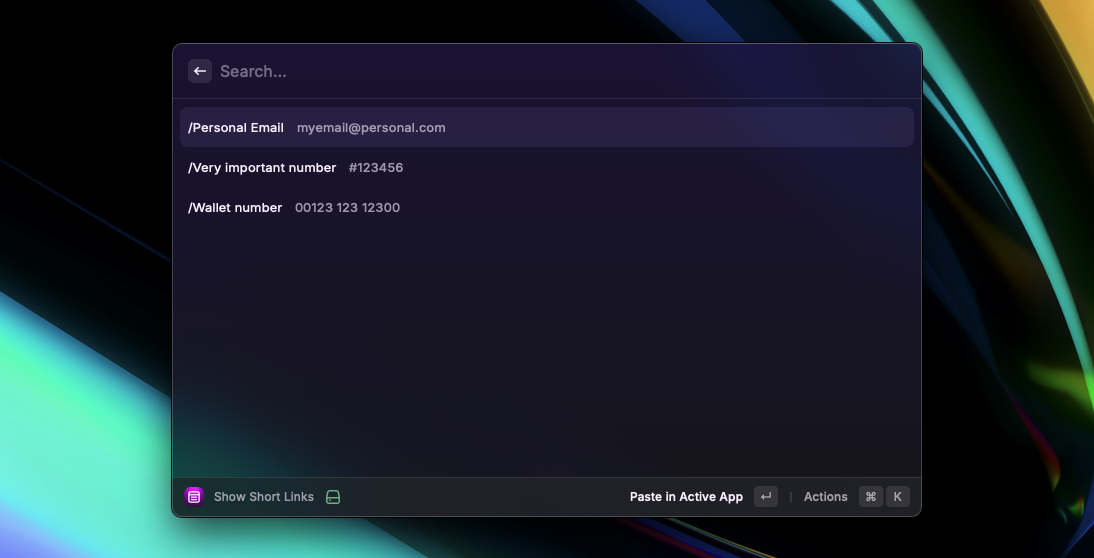 Search...
/Personal Email myemail@personal.com
/Very important number #123456
/Wallet number 00123 123 12300
Show Short Links Paste in Active App ↵ | Actions ⌘ K